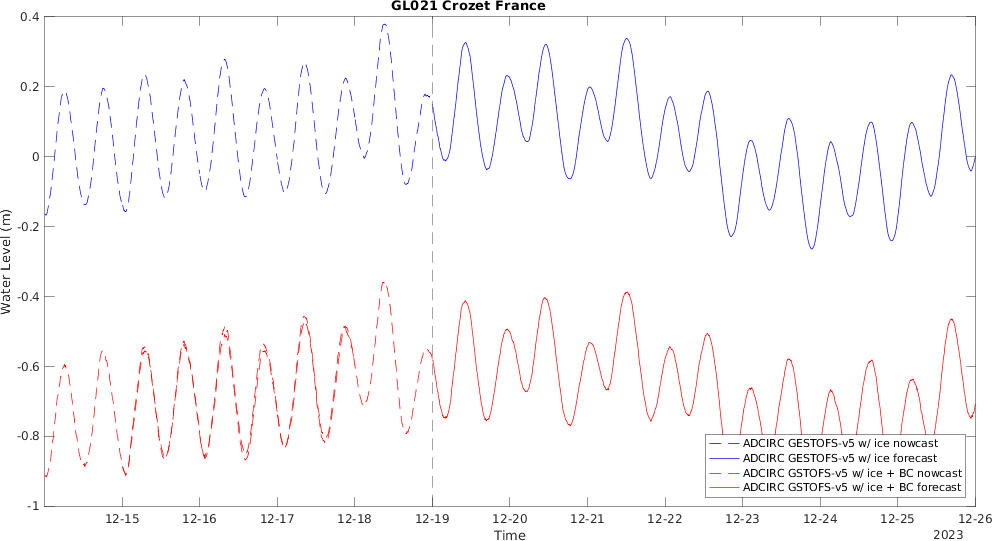 GL021 Crozet France
0.4
0.2
0
-0.2
-0.4
-0.6
-0.8
-1
Water Level (m)
ADCIRC GESTOFS-v5 w/ ice nowcast
ADCIRC GESTOFS-v5 w/ ice forecast
ADCIRC GSTOFS-v5 w/ ice + BC nowcast
ADCIRC GSTOFS-v5 w/ ice + BC forecast
12-15 12-16 12-17 12-18 12-19 12-20 12-21 12-22 12-23 12-24 12-25 12-26
Time
2023